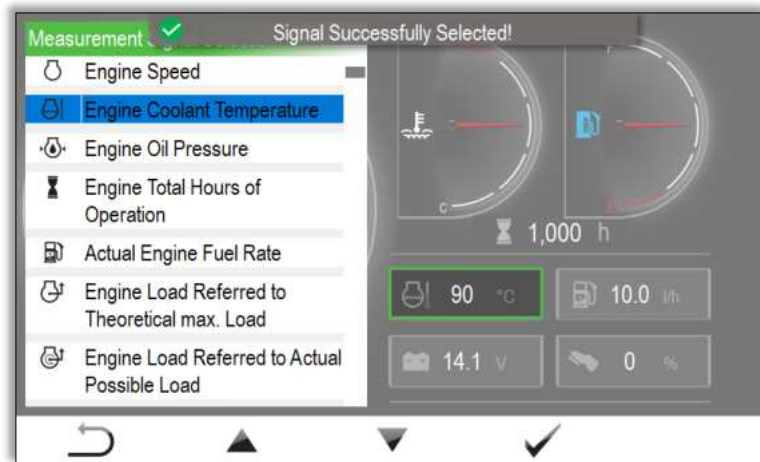 Signal Successfully Selected!
Measurement
Engine Speed
Engine Coolant Temperature
Engine Oil Pressure
Engine Total Hours of
Operation
Actual Engine Fuel Rate
Engine Load Referred to
Theoretical max. Load
Engine Load Referred to Actual
Possible Load
C
F
1,000 h
90 °C
10.0 l/h
14.1 V
0 %